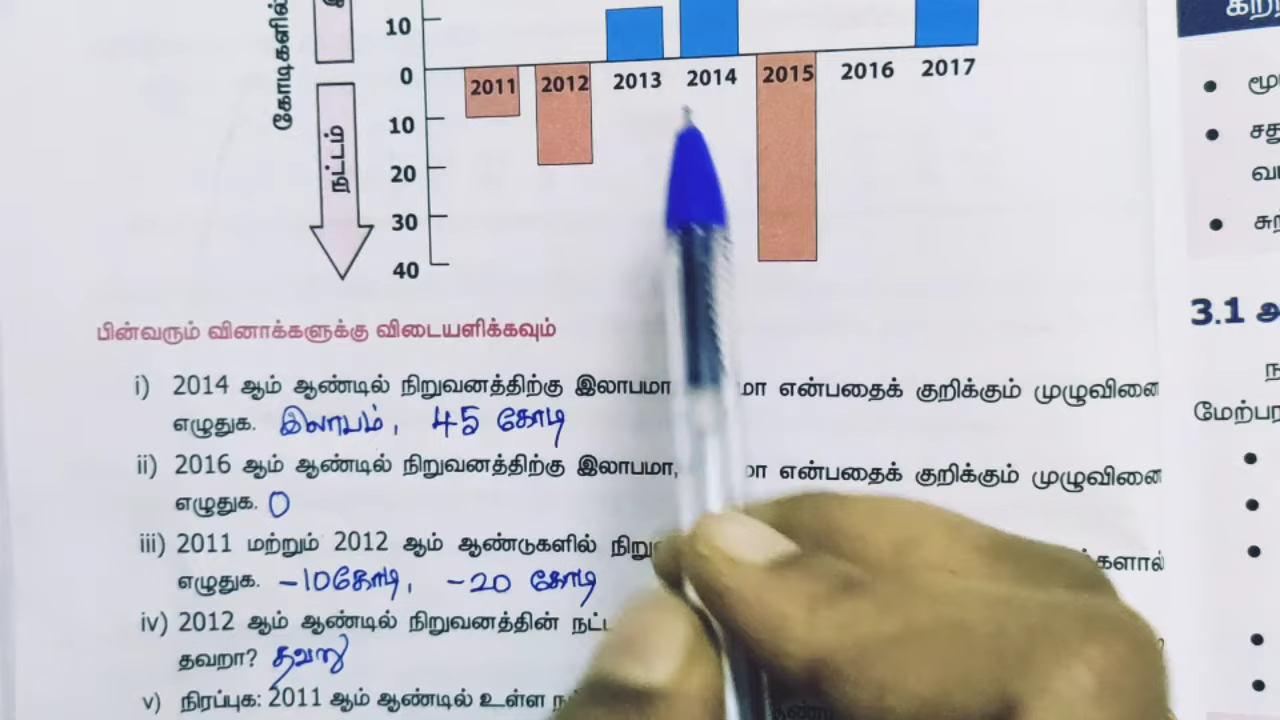 கோடிகளில்
10
0
நட்டம்
10
20
30
40
2011 2012 2013 2014 2015 2016 2017
பின்வரும் வினாக்களுக்கு விடையளிக்கவும்
i) 2014 ஆம் ஆண்டில் நிறுவனத்திற்கு இலாபமா என்பதைக் குறிக்கும் முழுவினை
எழுதுக. இலாபம், 45 கோடி
ii) 2016 ஆம் ஆண்டில் நிறுவனத்திற்கு இலாபமா, என்பதைக் குறிக்கும் முழுவினை
எழுதுக. 0
iii) 2011 மற்றும் 2012 ஆம் ஆண்டுகளில்
எழுதுக. -10கோடி, -20 கோடி
iv) 2012 ஆம் ஆண்டில் நிறுவனத்தின்
தவறா? தவறு
v) நிரப்புக: 2011 ஆம் ஆண்டில் உள்ள
3.1